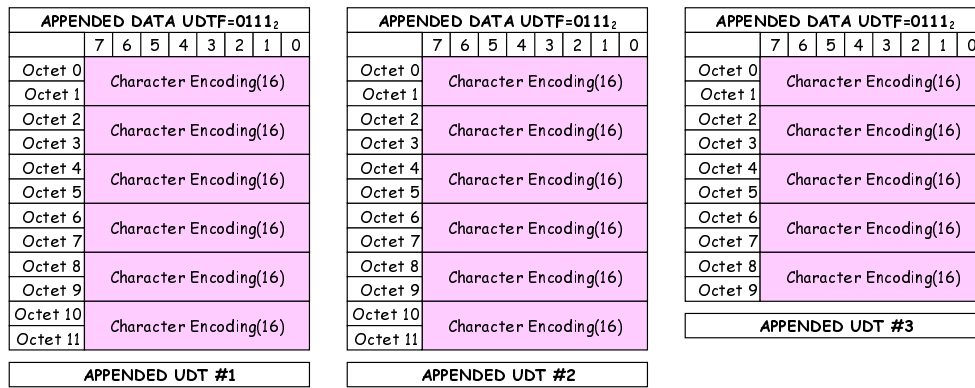 APPENDED DATA UDTF=0111₂
7 6 5 4 3 2 1 0
Octet 0
Octet 1
Character Encoding(16)
Octet 2
Octet 3
Character Encoding(16)
Octet 4
Octet 5
Character Encoding(16)
Octet 6
Octet 7
Character Encoding(16)
Octet 8
Octet 9
Character Encoding(16)
Octet 10
Octet 11
Character Encoding(16)
APPENDED UDT #1
APPENDED DATA UDTF=0111₂
7 6 5 4 3 2 1 0
Octet 0
Octet 1
Character Encoding(16)
Octet 2
Octet 3
Character Encoding(16)
Octet 4
Octet 5
Character Encoding(16)
Octet 6
Octet 7
Character Encoding(16)
Octet 8
Octet 9
Character Encoding(16)
Octet 10
Octet 11
Character Encoding(16)
APPENDED UDT #2
APPENDED DATA UDTF=0111₂
7 6 5 4 3 2 1 0
Octet 0
Octet 1
Character Encoding(16)
Octet 2
Octet 3
Character Encoding(16)
Octet 4
Octet 5
Character Encoding(16)
Octet 6
Octet 7
Character Encoding(16)
Octet 8
Octet 9
Character Encoding(16)
APPENDED UDT #3